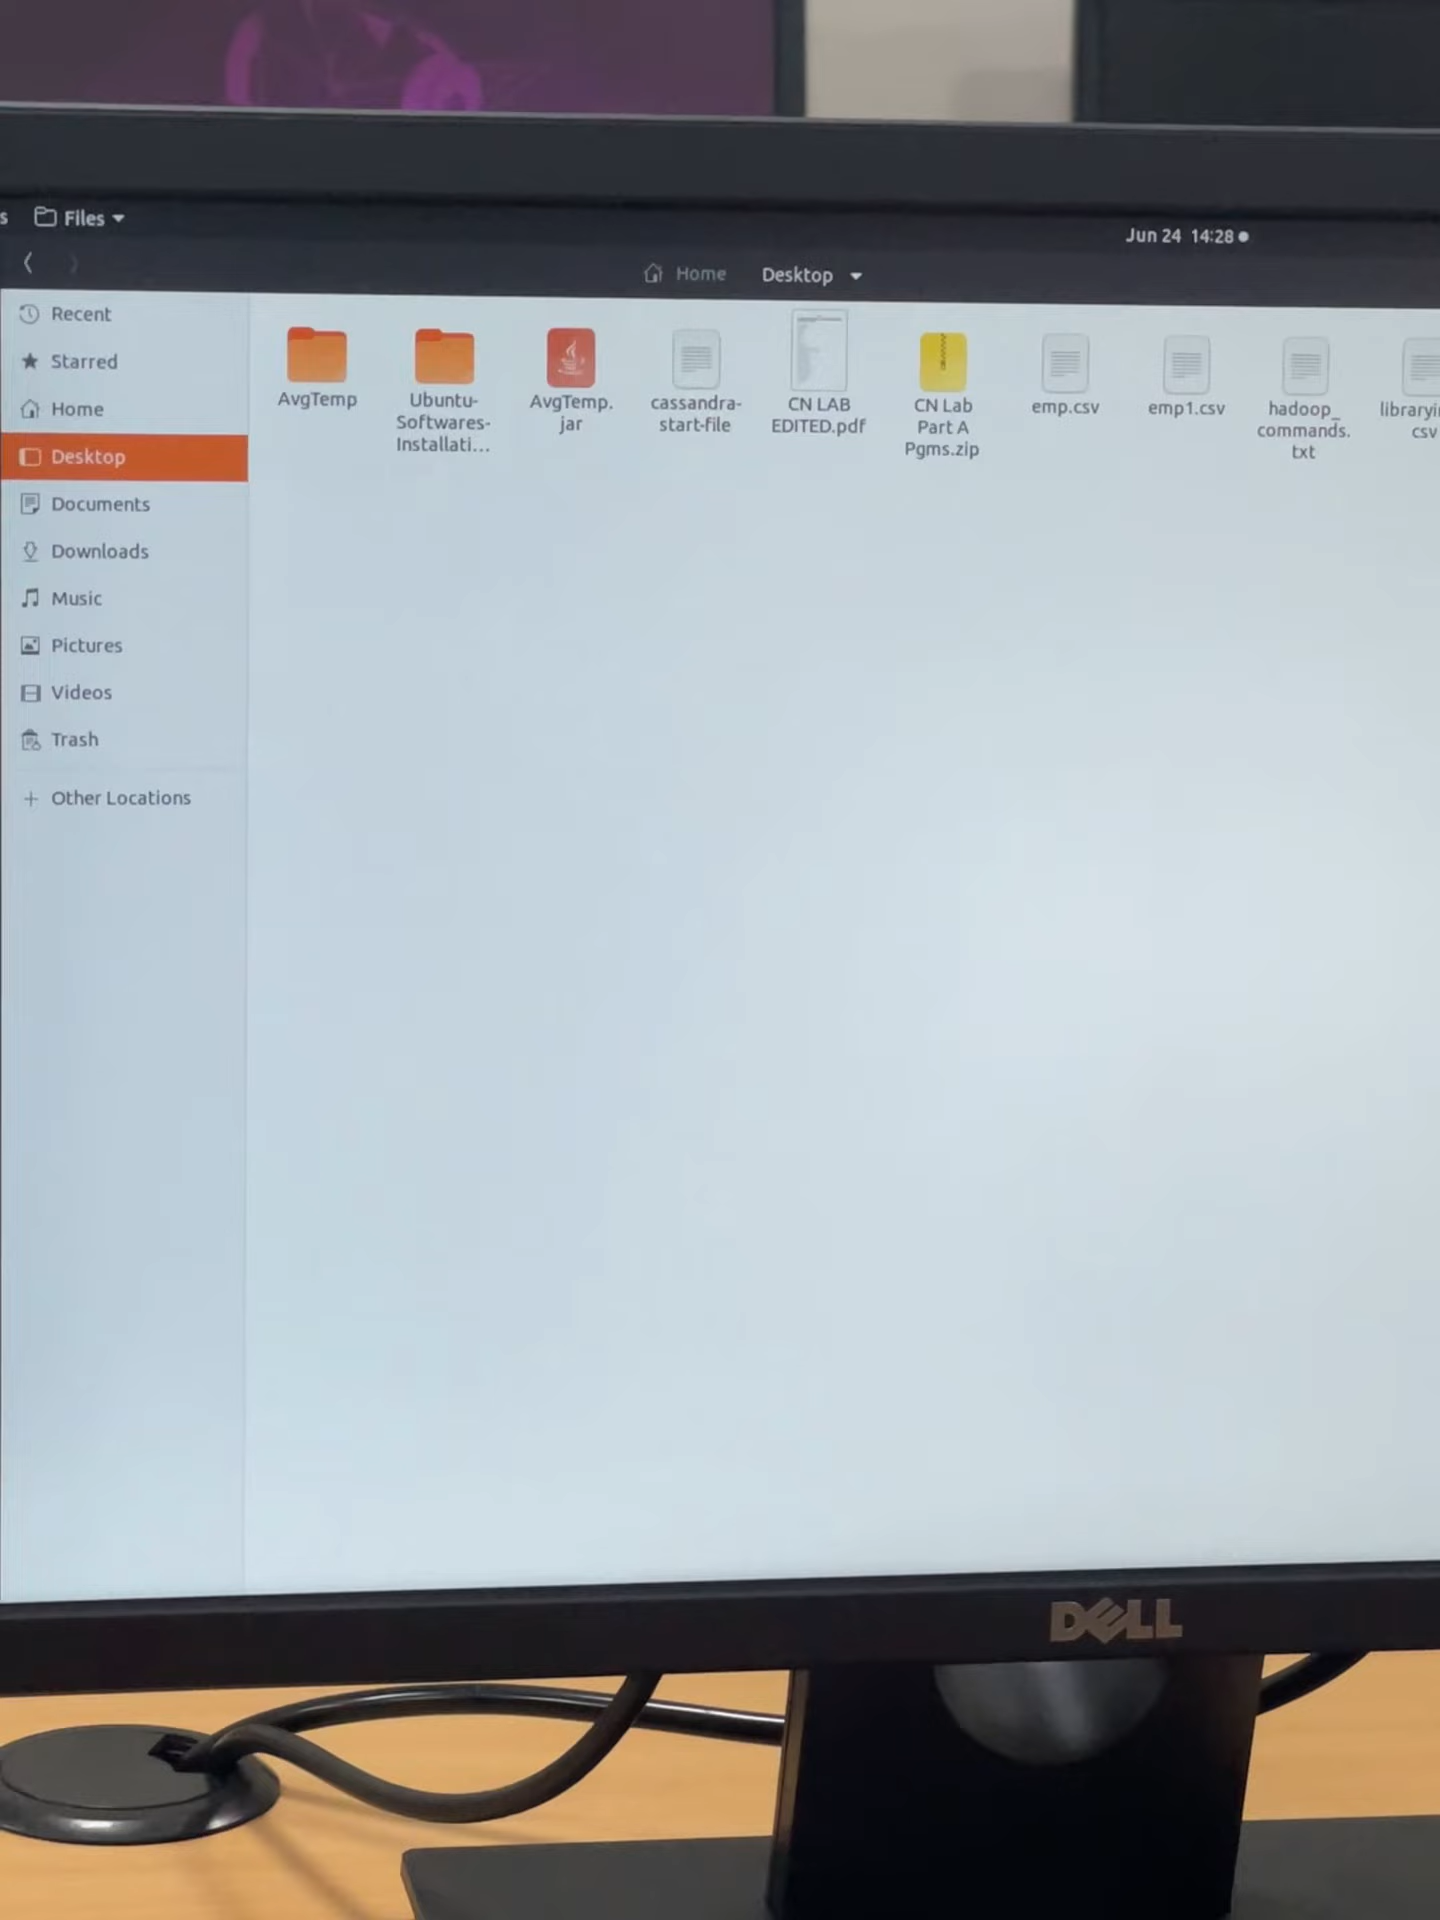 s Files
Jun 24 14:28
Home Desktop
Recent
Starred
Home
Desktop
Documents
Downloads
Music
Pictures
Videos
Trash
Other Locations
AvgTemp
Ubuntu-
Softwares-
Installati...
AvgTemp.
jar
cassandra-
start-file
CN LAB
EDITED.pdf
CN Lab
Part A
Pgms.zip
emp.csv
emp1.csv
hadoop_
commands.
txt
csv
DELL